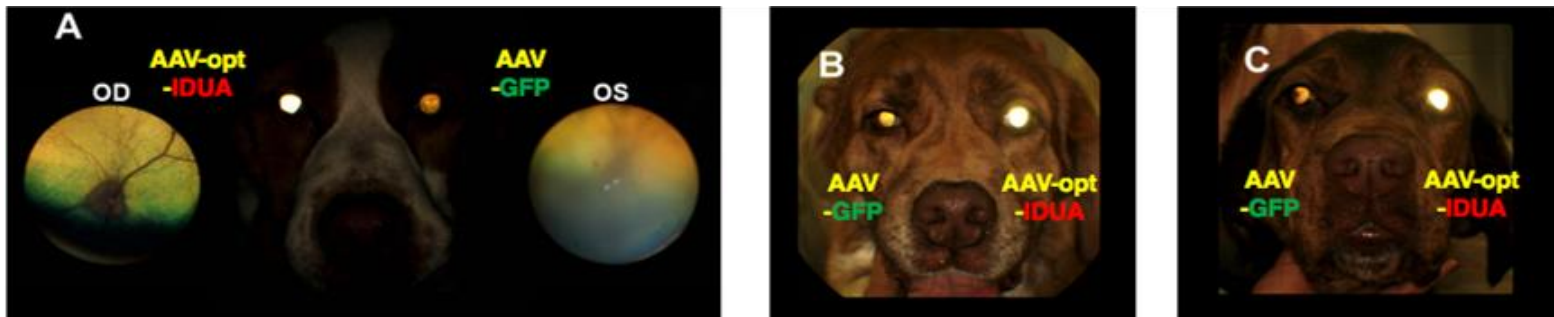 A
OD
AAV-opt
-IDUA
AAV
-GFP
OS
B
AAV
-GFP
AAV-opt
-IDUA
C
AAV
-GFP
AAV-opt
-IDUA